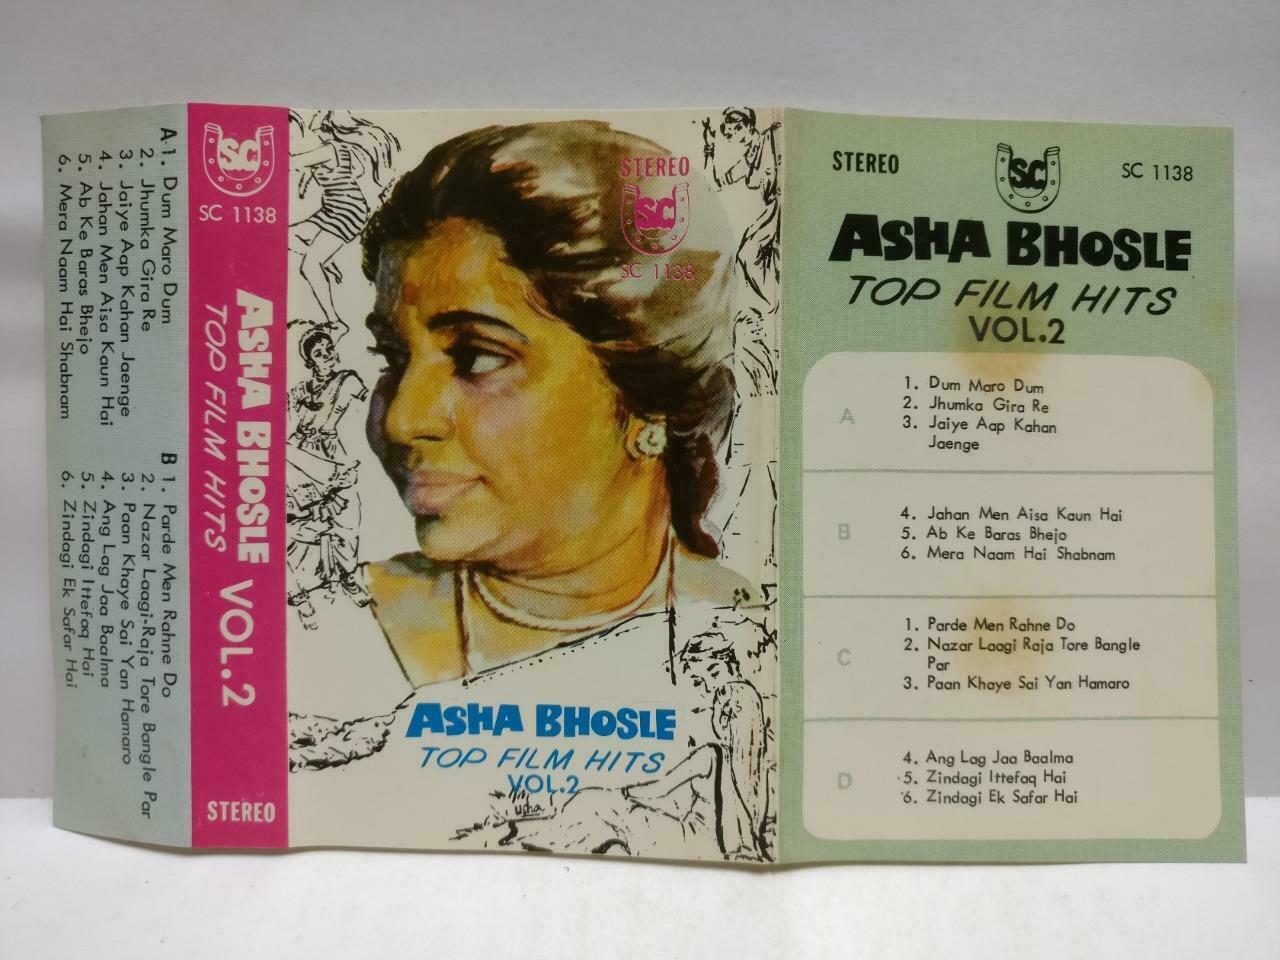 A 1. Dum Maro Dum
2. Jhumka Gira Re
3. Jaiye Aap Kahan Jaenge
4. Jahan Men Aisa Kaun Hai
5. Ab Ke Baras Bhejo
6. Mera Naam Hai Shabnam
B 1. Parde Men Rahne Do
2. Nazar Laagi-Raja Tore Bangle Par
3. Paan Khaye Sai Yan Hamaro
4. Ang Lag Jaa Baalma
5. Zindagi Ittefaq Hai
6. Zindagi Ek Safar Hai
SC
SC 1138
ASHA BHOSLE
TOP FILM HITS VOL.2
STEREO
STEREO
SC
SC 1138
ASHA BHOSLE
TOP FILM HITS
VOL.2
usha
STEREO
SC
SC 1138
ASHA BHOSLE
TOP FILM HITS
VOL.2
A
1. Dum Maro Dum
2. Jhumka Gira Re
3. Jaiye Aap Kahan
Jaenge
B
4. Jahan Men Aisa Kaun Hai
5. Ab Ke Baras Bhejo
6. Mera Naam Hai Shabnam
C
1. Parde Men Rahne Do
2. Nazar Laagi Raja Tore Bangle
Par
3. Paan Khaye Sai Yan Hamaro
D
4. Ang Lag Jaa Baalma
5. Zindagi Ittefaq Hai
6. Zindagi Ek Safar Hai